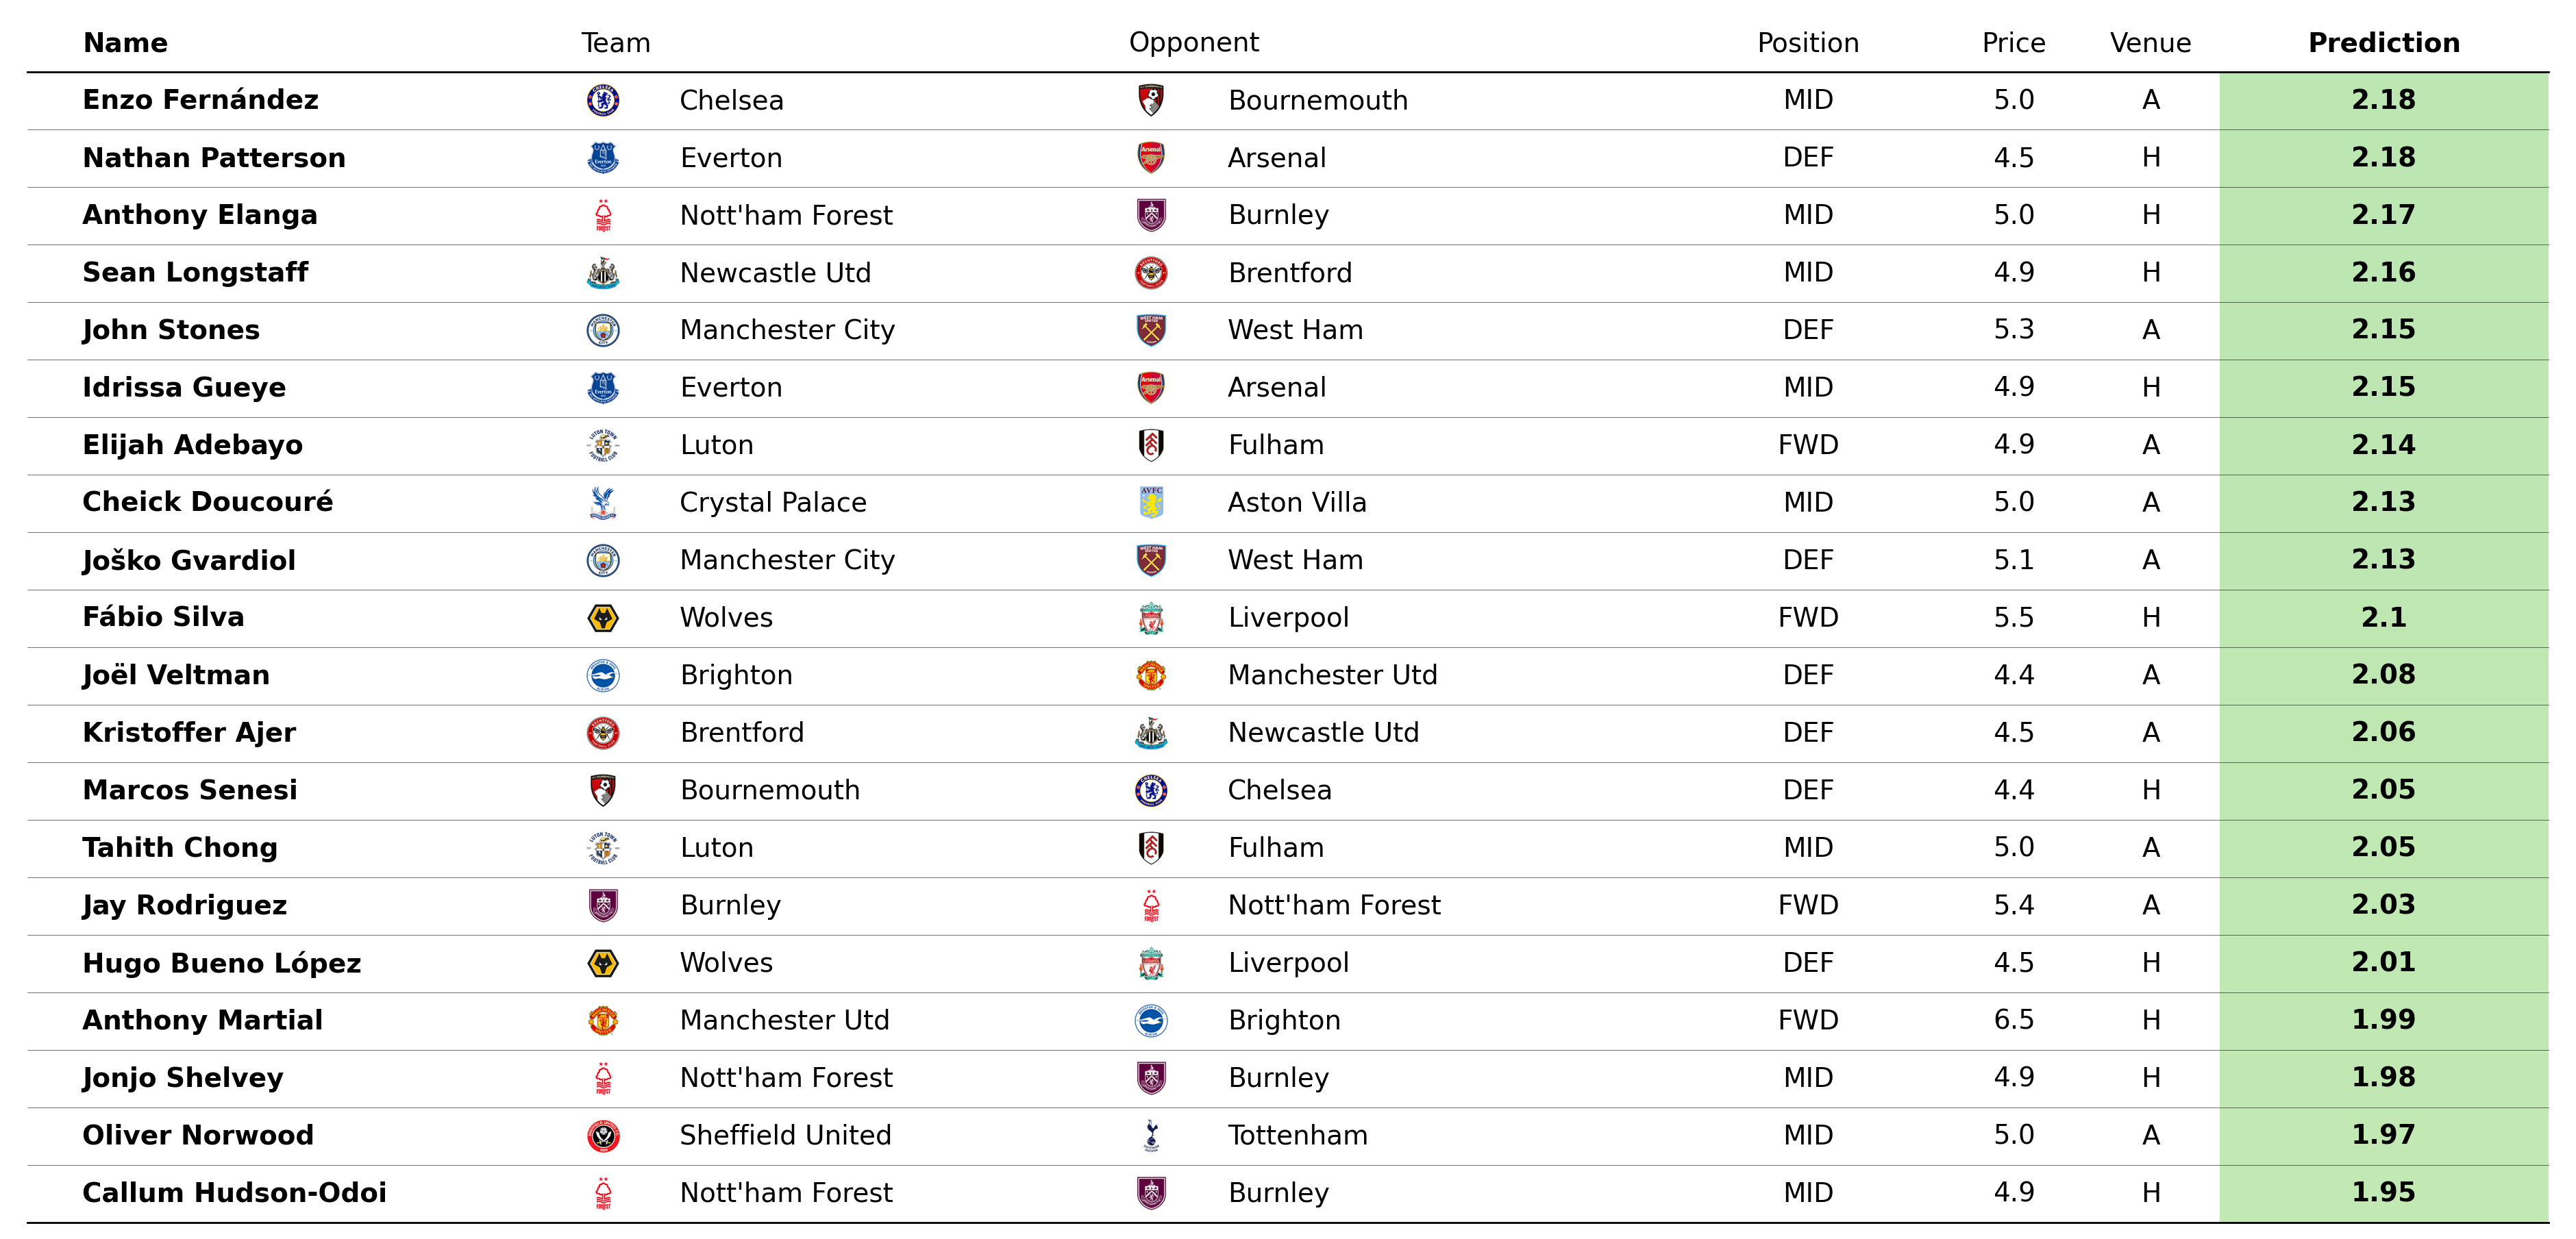 Name Team Opponent Position Price Venue Prediction
Enzo Fernández Chelsea Bournemouth MID 5.0 A 2.18
Nathan Patterson Everton Arsenal DEF 4.5 H 2.18
Anthony Elanga Nott'ham Forest Burnley MID 5.0 H 2.17
Sean Longstaff Newcastle Utd Brentford MID 4.9 H 2.16
John Stones Manchester City West Ham DEF 5.3 A 2.15
Idrissa Gueye Everton Arsenal MID 4.9 H 2.15
Elijah Adebayo Luton Fulham FWD 4.9 A 2.14
Cheick Doucouré Crystal Palace Aston Villa MID 5.0 A 2.13
Joško Gvardiol Manchester City West Ham DEF 5.1 A 2.13
Fábio Silva Wolves Liverpool FWD 5.5 H 2.1
Joël Veltman Brighton Manchester Utd DEF 4.4 A 2.08
Kristoffer Ajer Brentford Newcastle Utd DEF 4.5 A 2.06
Marcos Senesi Bournemouth Chelsea DEF 4.4 H 2.05
Tahith Chong Luton Fulham MID 5.0 A 2.05
Jay Rodriguez Burnley Nott'ham Forest FWD 5.4 A 2.03
Hugo Bueno López Wolves Liverpool DEF 4.5 H 2.01
Anthony Martial Manchester Utd Brighton FWD 6.5 H 1.99
Jonjo Shelvey Nott'ham Forest Burnley MID 4.9 H 1.98
Oliver Norwood Sheffield United Tottenham MID 5.0 A 1.97
Callum Hudson-Odoi Nott'ham Forest Burnley MID 4.9 H 1.95